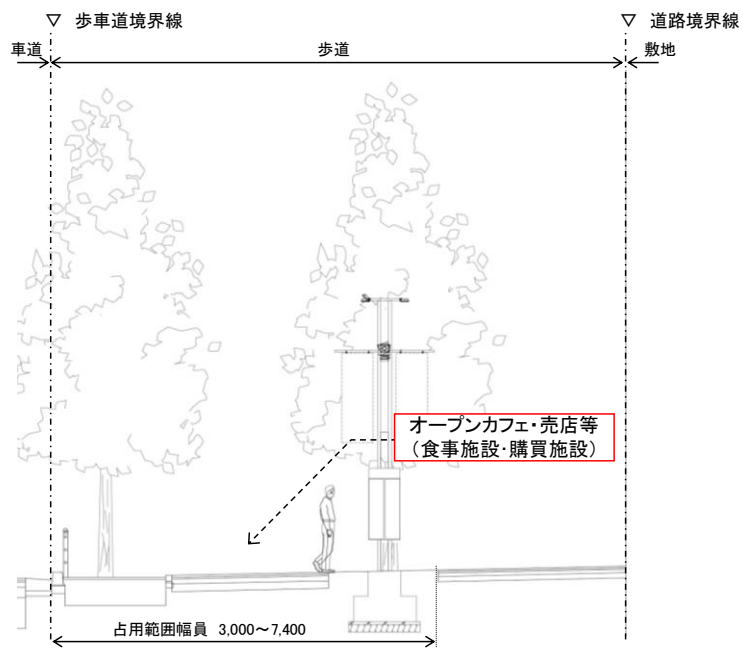 ▽ 歩車道境界線
▽ 道路境界線
車道
歩道
敷地
オープンカフェ・売店等
（食事施設・購買施設）
占用範囲幅員 3,000～7,400